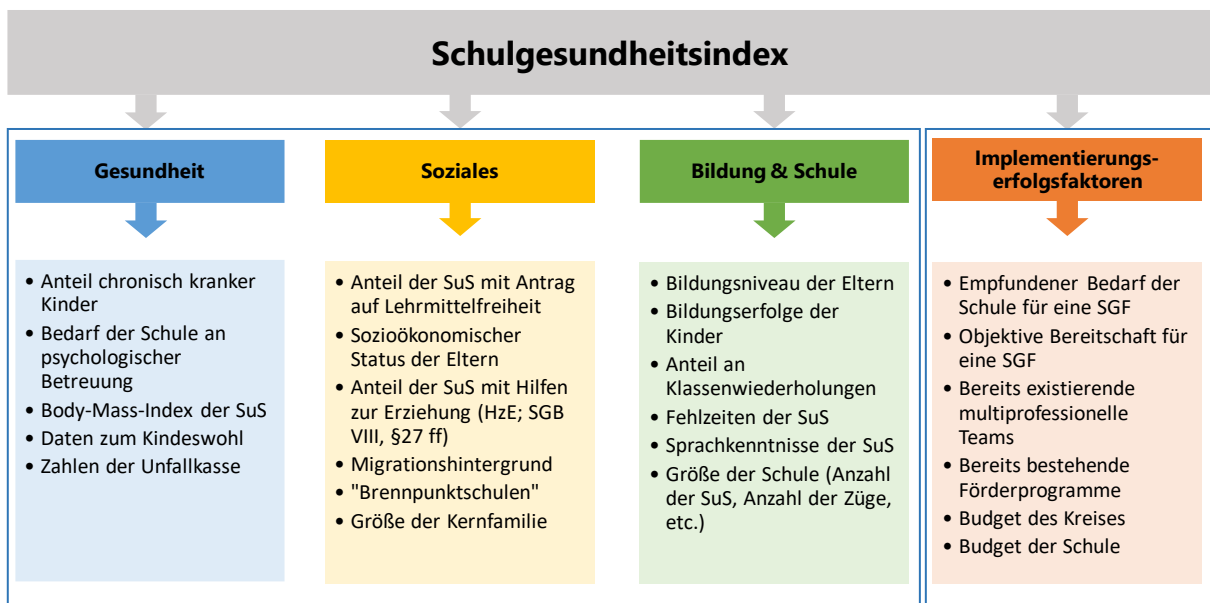 Schulgesundheitsindex
Gesundheit
• Anteil chronisch kranker
Kinder
• Bedarf der Schule an
psychologischer
Betreuung
• Body-Mass-Index der SuS
• Daten zum Kindeswohl
• Zahlen der Unfallkasse
Soziales
• Anteil der SuS mit Antrag
auf Lehrmittelfreiheit
• Sozioökonomischer
Status der Eltern
• Anteil der SuS mit Hilfen
zur Erziehung (HzE; SGB
VIII, §27 ff)
• Migrationshintergrund
• "Brennpunktschulen"
• Größe der Kernfamilie
Bildung & Schule
• Bildungsniveau der Eltern
• Bildungserfolge der
Kinder
• Anteil an
Klassenwiederholungen
• Fehlzeiten der SuS
• Sprachkenntnisse der SuS
• Größe der Schule (Anzahl
der SuS, Anzahl der Züge,
etc.)
Implementierungs-
erfolgsfaktoren
• Empfundener Bedarf der
Schule für eine SGF
• Objektive Bereitschaft für
eine SGF
• Bereits existierende
multiprofessionelle
Teams
• Bereits bestehende
Förderprogramme
• Budget des Kreises
• Budget der Schule